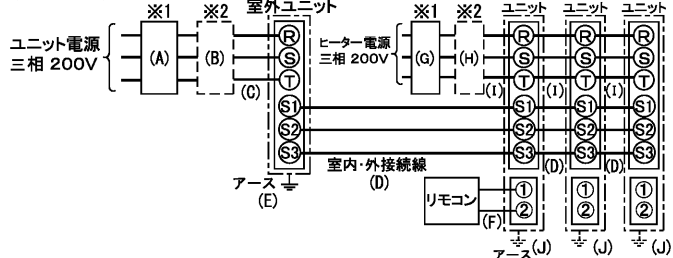 ※1 ※2 室外ユニット ※1 ※2 ユニット ユニット ユニット
ユニット電源
三相 200V
(A) (B) (C)
R
S
T
S1
S2
S3
アース
(E)
ヒーター電源
三相 200V
(G) (H) (I) (I) (I)
R R R
S S S
T T T
S1 S1 S1
S2 S2 S2
S3 S3 S3
室内・外接続線
(D) (D) (D)
リモコン
(F)
① ① ①
② ② ②
アース (J) (J) (J)